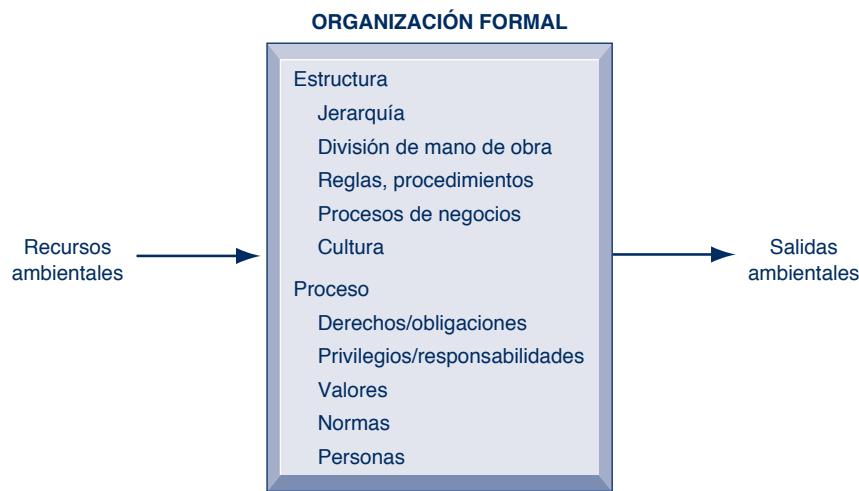 ORGANIZACIÓN FORMAL
Estructura
Jerarquía
División de mano de obra
Reglas, procedimientos
Procesos de negocios
Cultura
Proceso
Derechos/obligaciones
Privilegios/responsabilidades
Valores
Normas
Personas
Recursos
ambientales
Salidas
ambientales